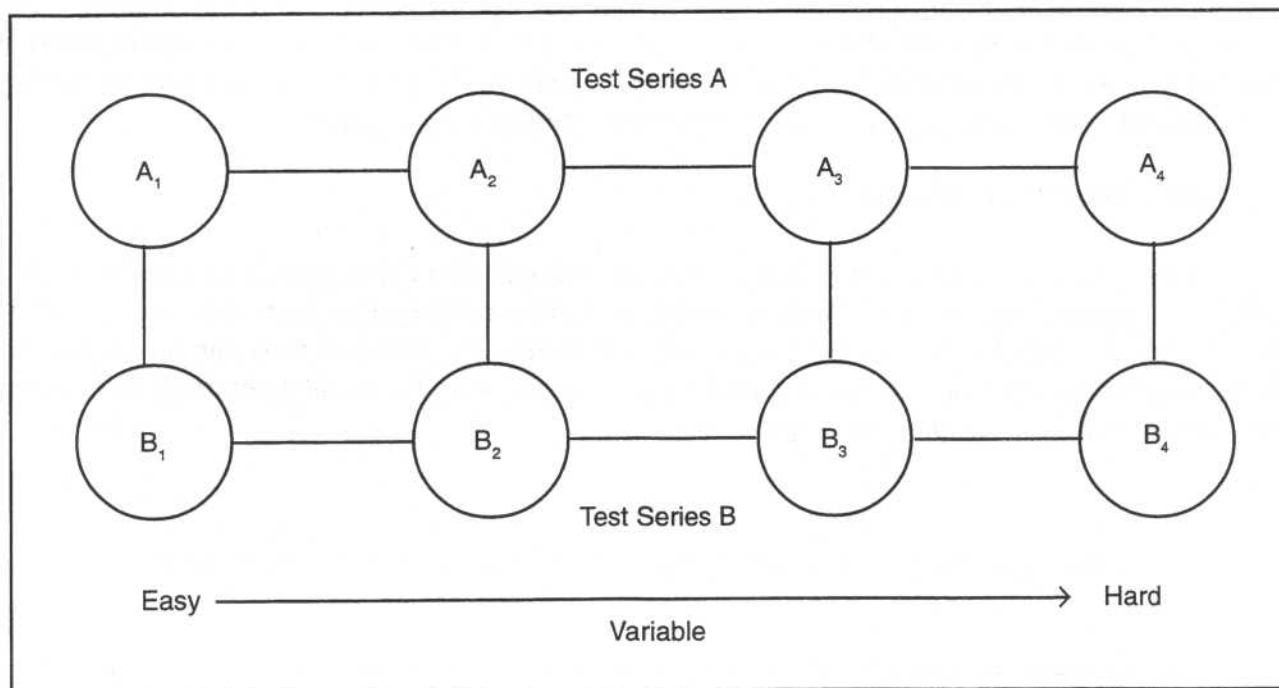 Test Series A
A₁ A₂ A₃ A₄
B₁ B₂ B₃ B₄
Test Series B
Easy Hard
Variable